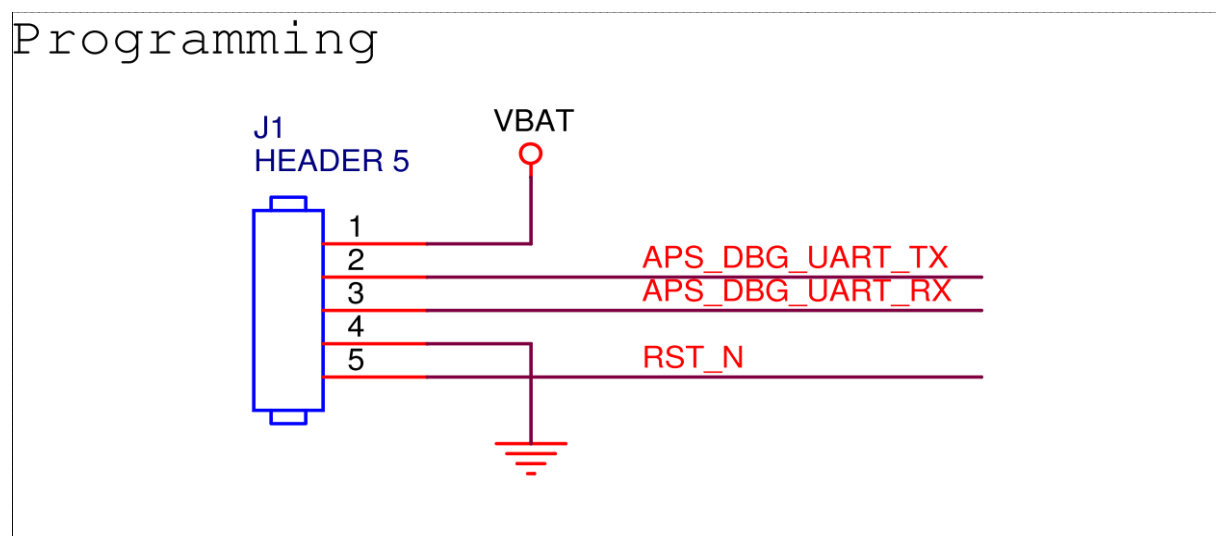 Programming
J1
HEADER 5
VBAT
1
2
APS_DBG_UART_TX
3
APS_DBG_UART_RX
4
5
RST_N